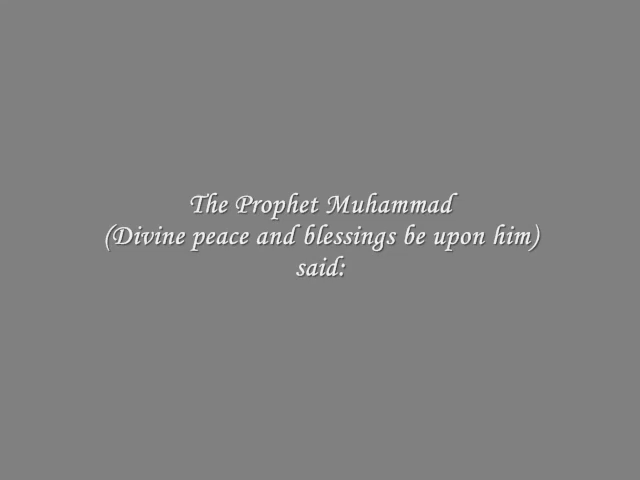 The Prophet Muhammad
(Divine peace and blessings be upon him)
said: